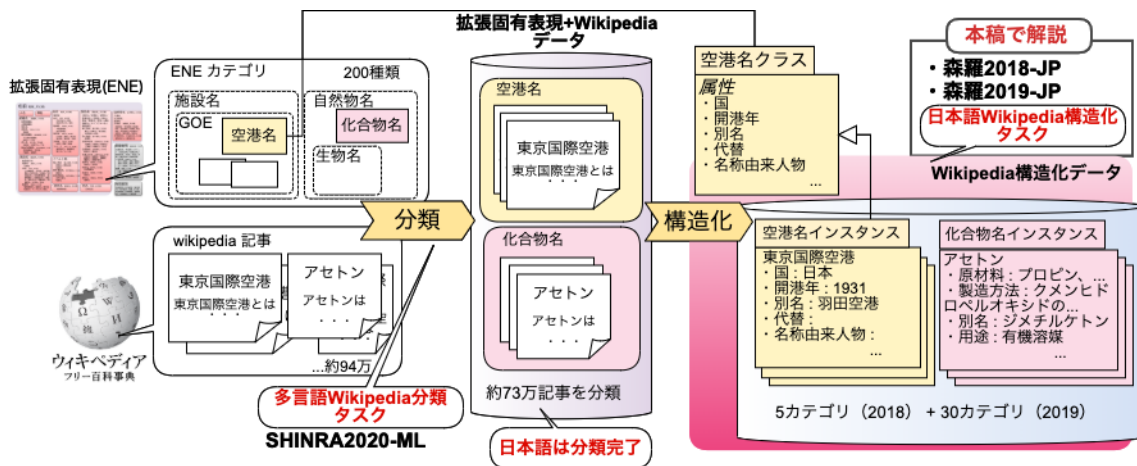 拡張固有表現(ENE)
ENE カテゴリ
200種類
施設名
GOE
空港名
自然物名
化合物名
生物名
wikipedia 記事
東京国際空港
東京国際空港とは
・・・
アセトン
アセトンは
・・・
...約94万
ウィキペディア
フリー百科事典
分類
多言語Wikipedia分類
タスク
SHINRA2020-ML
拡張固有表現+Wikipedia
データ
空港名
東京国際空港
東京国際空港とは
・・・
化合物名
アセトン
アセトンは
・・・
約73万記事を分類
日本語は分類完了
構造化
空港名クラス
属性
・国
・開港年
・別名
・代替
・名称由来人物
...
本稿で解説
・森羅2018-JP
・森羅2019-JP
日本語Wikipedia構造化
タスク
Wikipedia構造化データ
空港名インスタンス
東京国際空港
・国 : 日本
・開港年 : 1931
・別名 : 羽田空港
・代替 :
・名称由来人物 :
...
化合物名インスタンス
アセトン
・原材料 : プロピン、...
・製造方法 : クメンヒド
ロペルオキシドの...
・別名 : ジメチルケトン
・用途 : 有機溶媒
...
5カテゴリ（2018） + 30カテゴリ（2019）